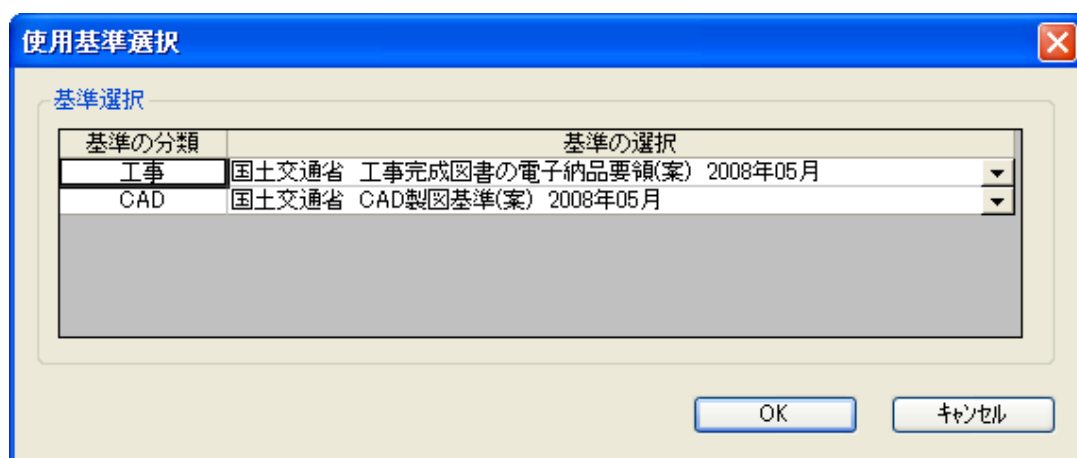 使用基準選択
基準選択
基準の分類 基準の選択
工事 国土交通省 工事完成図書の電子納品要領(案) 2008年05月
CAD 国土交通省 CAD製図基準(案) 2008年05月
OK ｷｬﾝｾﾙ